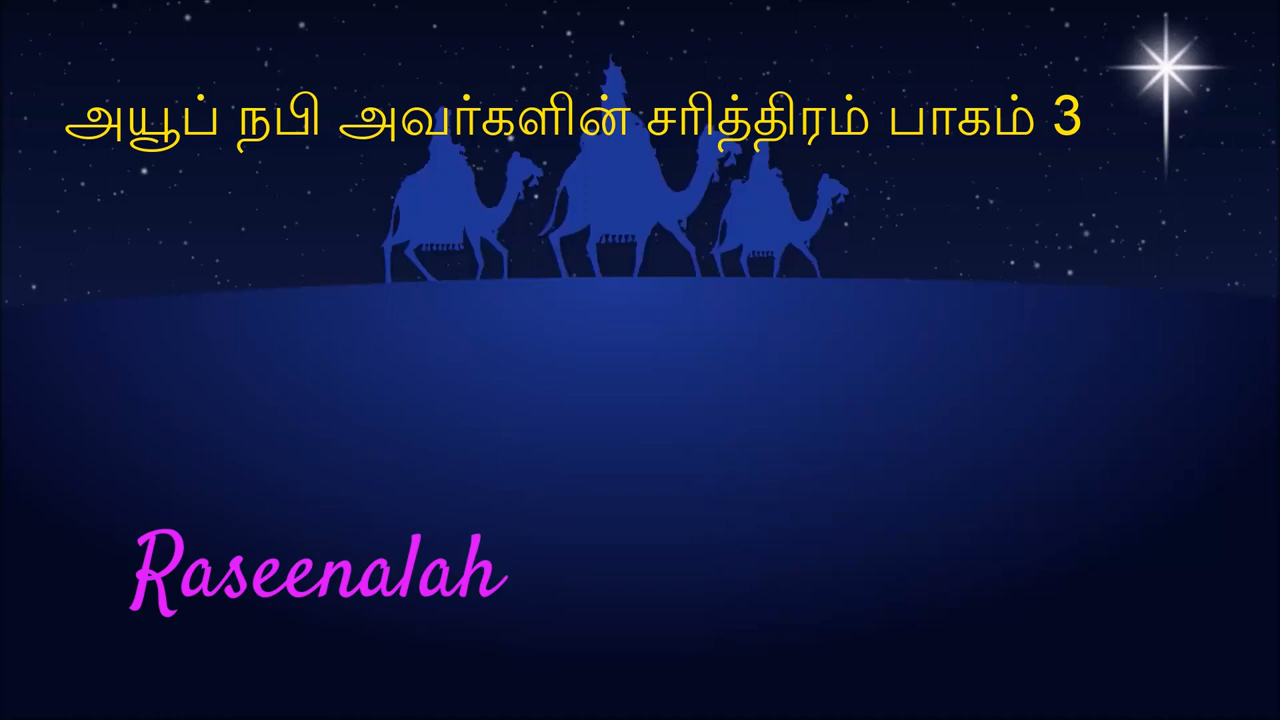 அயூப் நபி அவர்களின் சரித்திரம் பாகம் 3
Raseenalah